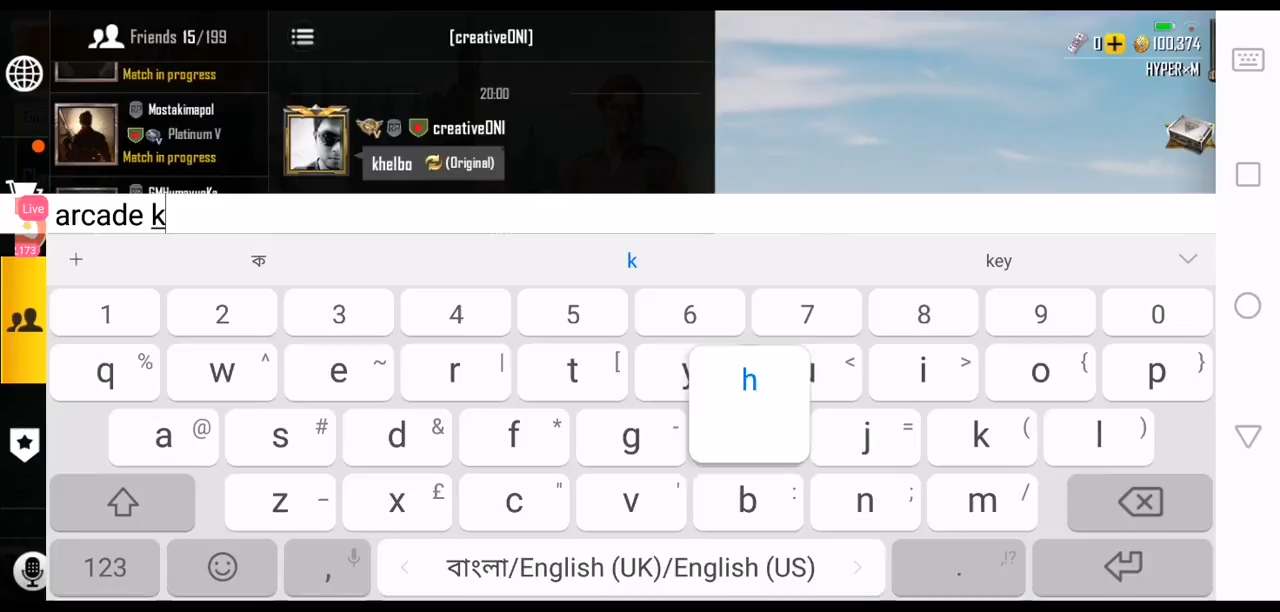 Friends 15/199
[creativeONI]
0
100,374
HYPER×M
Match in progress
20:00
Mostakimapol
Platinum V
Match in progress
creativeONI
khelbo (Original)
Live
173
arcade k
+ ক k key
1 2 3 4 5 6 7 8 9 0
q % w ^ e ~ r | t [ y u < i > o { p }
a @ s # d & f * g - h j = k ( l )
z _ x £ c " v ' b : n ; m /
123 , < বাংলা/English (UK)/English (US) > . ,!?